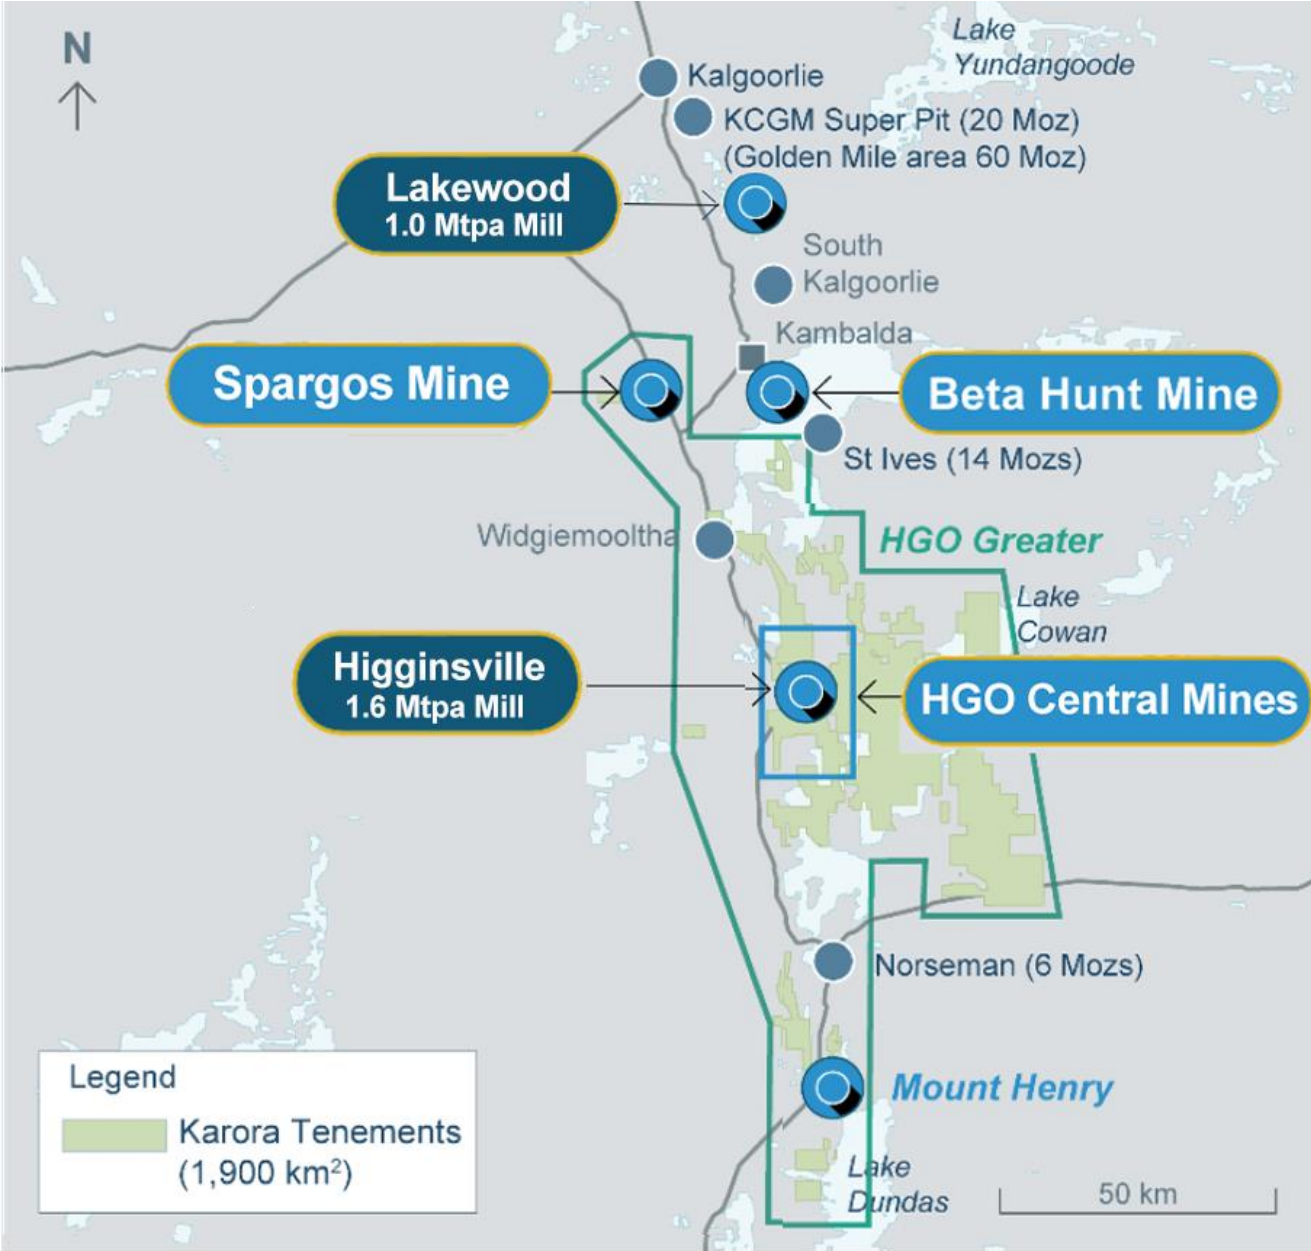 N
Lake
Yundangoode
Kalgoorlie
KCGM Super Pit (20 Moz)
(Golden Mile area 60 Moz)
Lakewood
1.0 Mtpa Mill
South
Kalgoorlie
Kambalda
Spargos Mine
Beta Hunt Mine
St Ives (14 Mozs)
Widgiemooltha
HGO Greater
Lake
Cowan
Higginsville
1.6 Mtpa Mill
HGO Central Mines
Norseman (6 Mozs)
Mount Henry
Legend
Karora Tenements
(1,900 km²)
Lake
Dundas
50 km